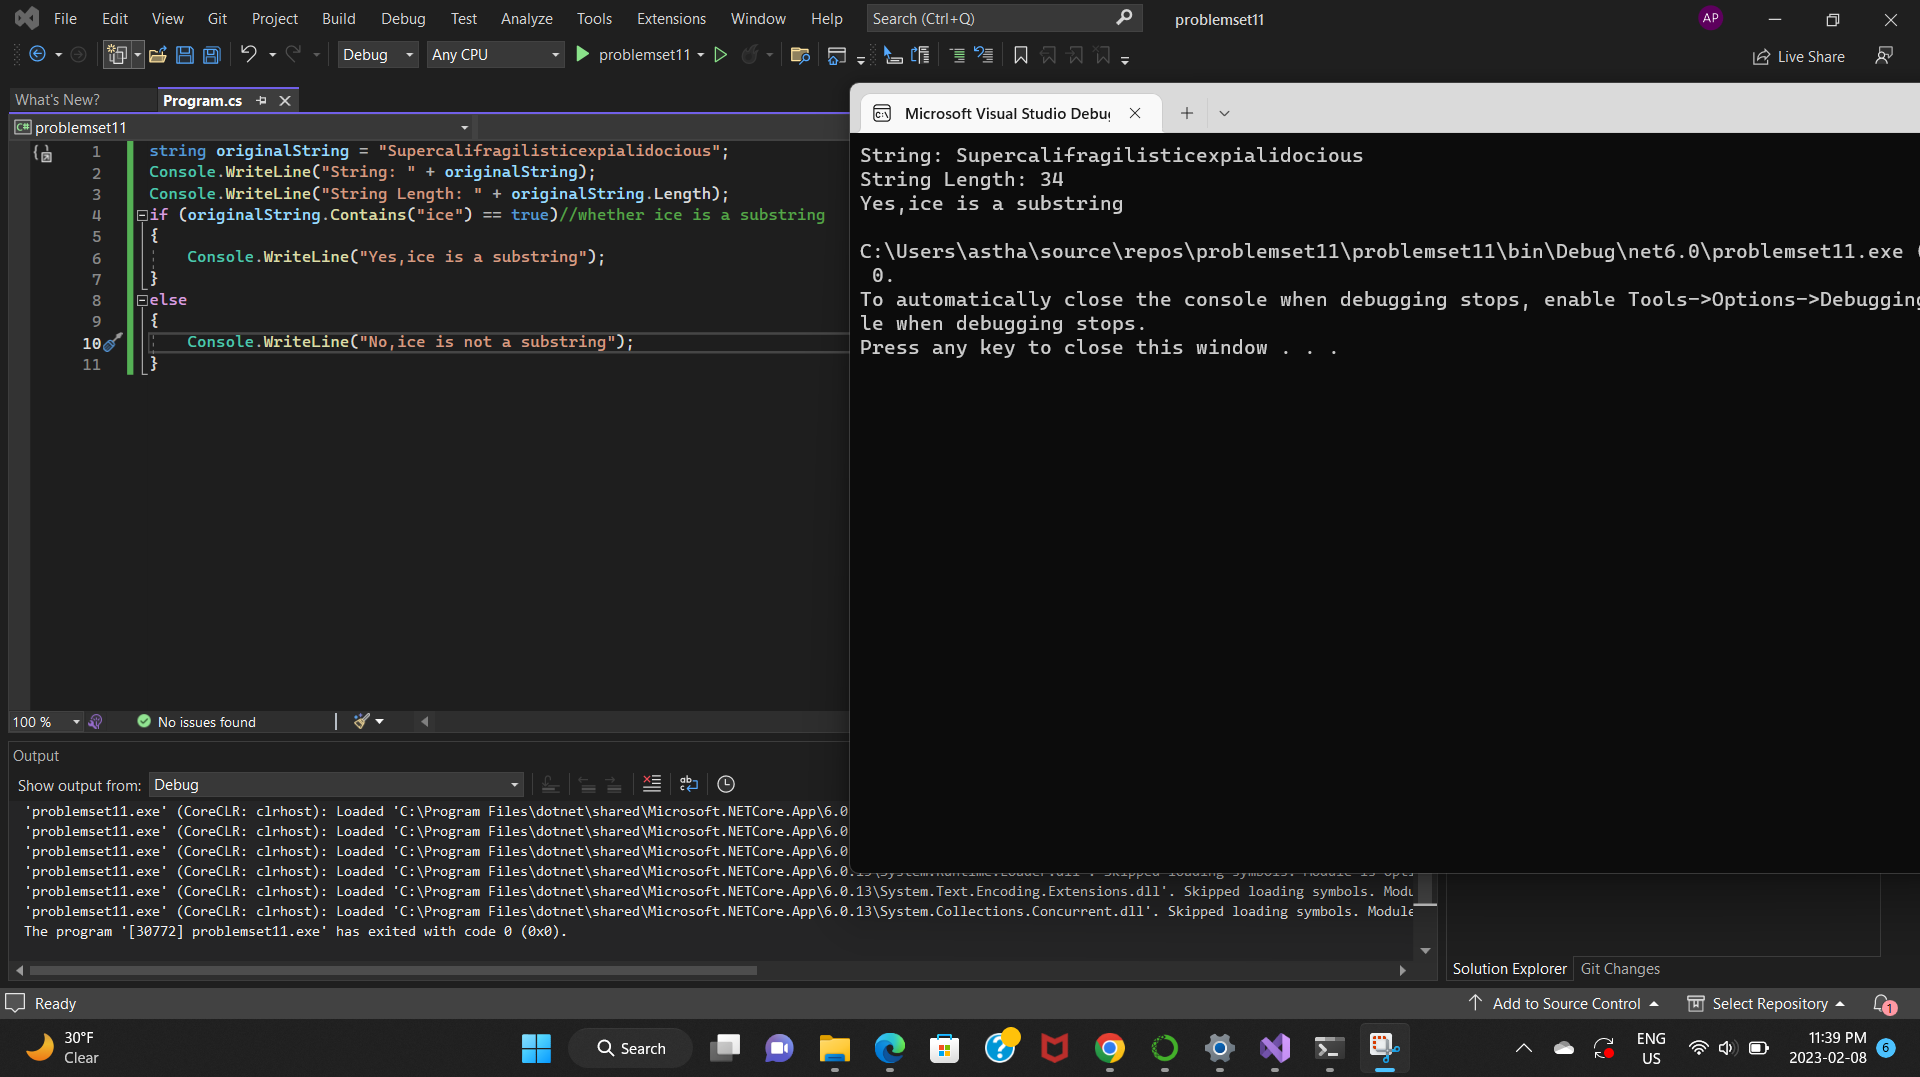 File Edit View Git Project Build Debug Test Analyze Tools Extensions Window Help Search (Ctrl+Q) problemset11 AP
Debug Any CPU problemset11 Live Share
What's New? Program.cs
problemset11
1 string originalString = "Supercalifragilisticexpialidocious";
2 Console.WriteLine("String: " + originalString);
3 Console.WriteLine("String Length: " + originalString.Length);
4 if (originalString.Contains("ice") == true)//whether ice is a substring
5 {
6 Console.WriteLine("Yes,ice is a substring");
7 }
8 else
9 {
10 Console.WriteLine("No,ice is not a substring");
11 }
Microsoft Visual Studio Debug
String: Supercalifragilisticexpialidocious
String Length: 34
Yes,ice is a substring
C:\Users\astha\source\repos\problemset11\problemset11\bin\Debug\net6.0\problemset11.exe (
0.
To automatically close the console when debugging stops, enable Tools->Options->Debugging
le when debugging stops.
Press any key to close this window . . .
100 % No issues found
Output
Show output from: Debug
'problemset11.exe' (CoreCLR: clrhost): Loaded 'C:\Program Files\dotnet\shared\Microsoft.NETCore.App\6.0
'problemset11.exe' (CoreCLR: clrhost): Loaded 'C:\Program Files\dotnet\shared\Microsoft.NETCore.App\6.0
'problemset11.exe' (CoreCLR: clrhost): Loaded 'C:\Program Files\dotnet\shared\Microsoft.NETCore.App\6.0
'problemset11.exe' (CoreCLR: clrhost): Loaded 'C:\Program Files\dotnet\shared\Microsoft.NETCore.App\6.0.13\System.Runtime.Loader.dll'. Skipped loading symbols. Module is opti
'problemset11.exe' (CoreCLR: clrhost): Loaded 'C:\Program Files\dotnet\shared\Microsoft.NETCore.App\6.0.13\System.Text.Encoding.Extensions.dll'. Skipped loading symbols. Modu
'problemset11.exe' (CoreCLR: clrhost): Loaded 'C:\Program Files\dotnet\shared\Microsoft.NETCore.App\6.0.13\System.Collections.Concurrent.dll'. Skipped loading symbols. Module
The program '[30772] problemset11.exe' has exited with code 0 (0x0).
Solution Explorer Git Changes
Ready Add to Source Control Select Repository 1
30°F
Clear
Search
ENG
US
11:39 PM
2023-02-08
6